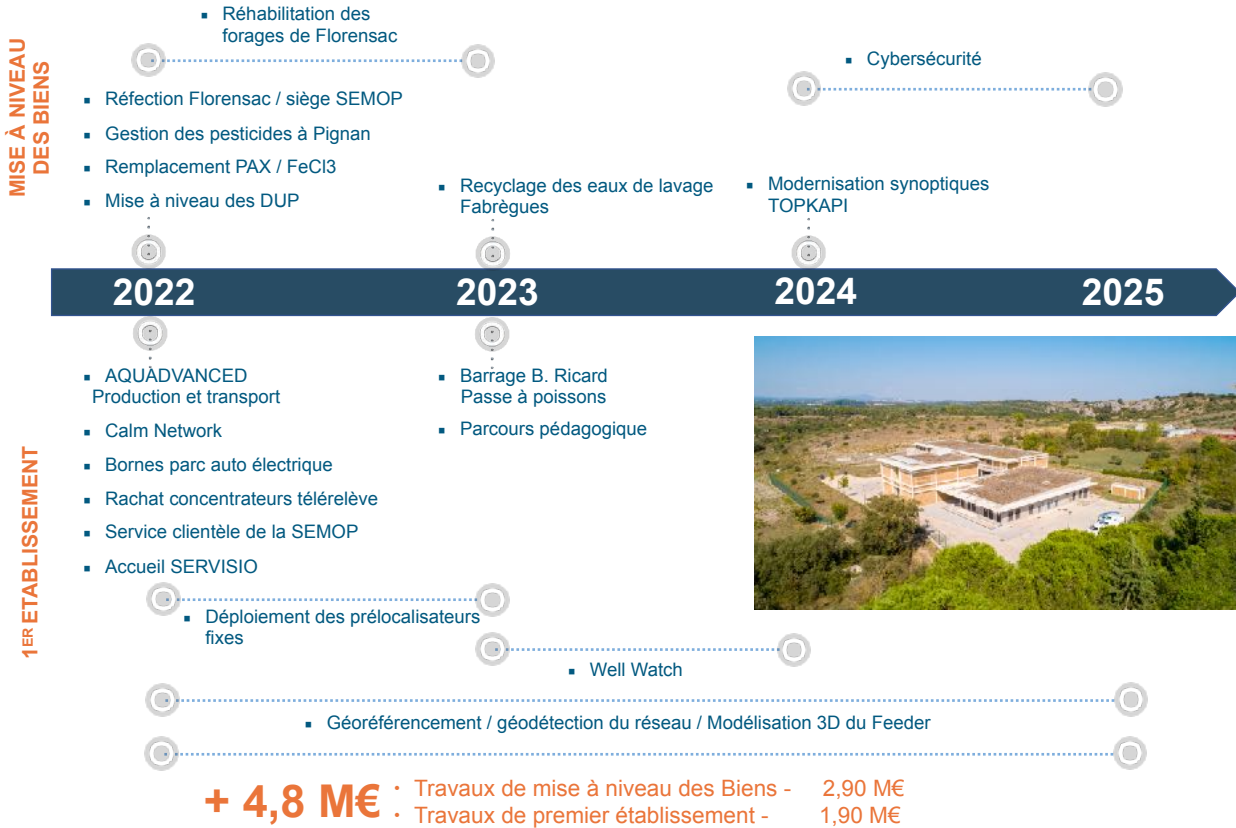 MISE À NIVEAU
DES BIENS
▪ Réhabilitation des
forages de Florensac
▪ Cybersécurité
▪ Réfection Florensac / siège SEMOP
▪ Gestion des pesticides à Pignan
▪ Remplacement PAX / FeCl3
▪ Mise à niveau des DUP
▪ Recyclage des eaux de lavage
Fabrègues
▪ Modernisation synoptiques
TOPKAPI
2022
2023
2024
2025
1ER ETABLISSEMENT
▪ AQUADVANCED
Production et transport
▪ Calm Network
▪ Bornes parc auto électrique
▪ Rachat concentrateurs télérelève
▪ Service clientèle de la SEMOP
▪ Accueil SERVISIO
▪ Barrage B. Ricard
Passe à poissons
▪ Parcours pédagogique
▪ Déploiement des prélocalisateurs
fixes
▪ Well Watch
▪ Géoréférencement / géodétection du réseau / Modélisation 3D du Feeder
+ 4,8 M€
· Travaux de mise à niveau des Biens - 2,90 M€
· Travaux de premier établissement - 1,90 M€